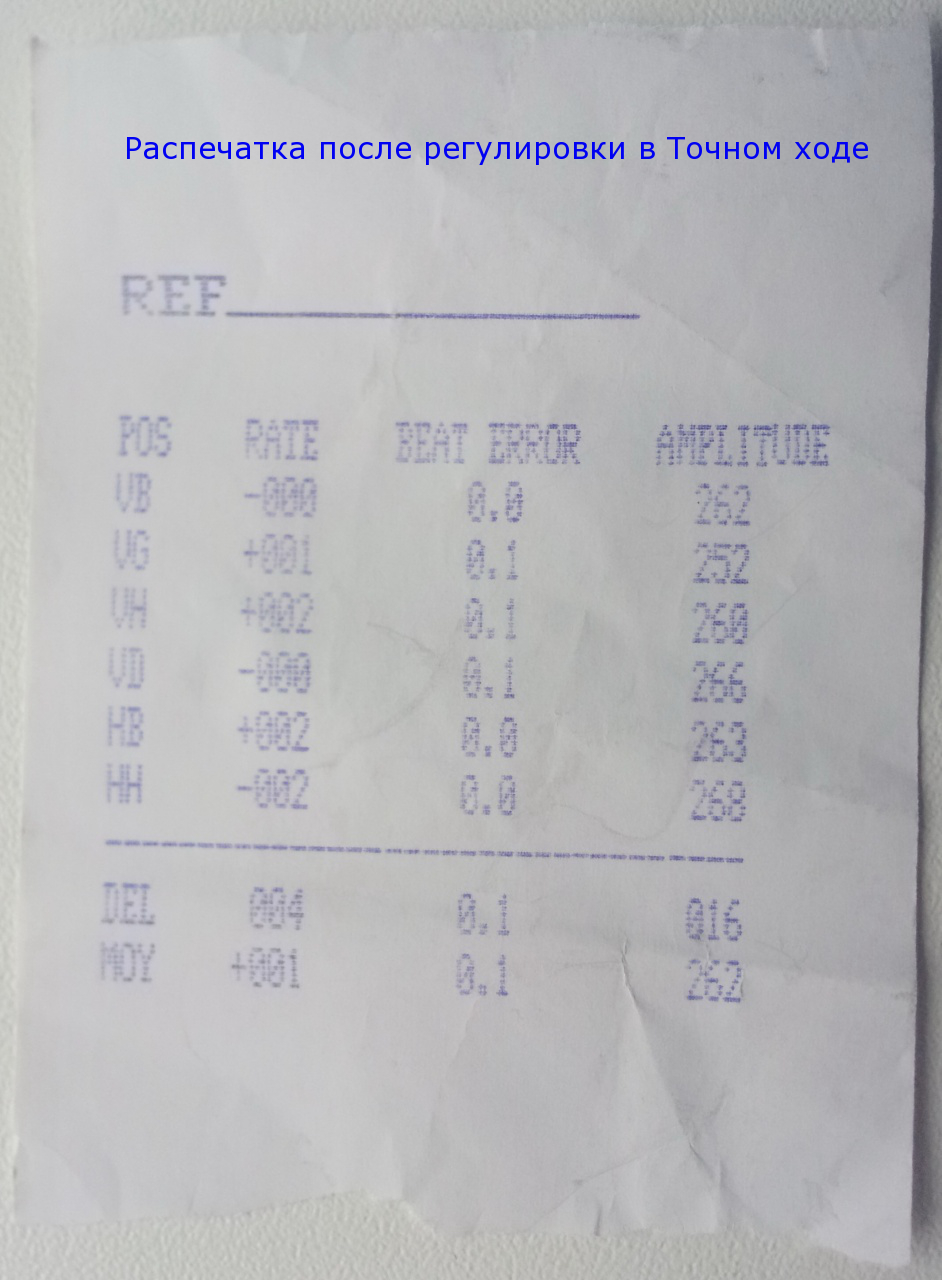 Распечатка после регулировки в Точном ходе
REF
POS RATE BEAT ERROR AMPLITUDE
VB -000 0.0 262
VG +001 0.1 252
VH +002 0.1 260
VD -000 0.1 266
HB +002 0.0 263
HH -002 0.0 268
DEL 004 0.1 016
MOY +001 0.1 262